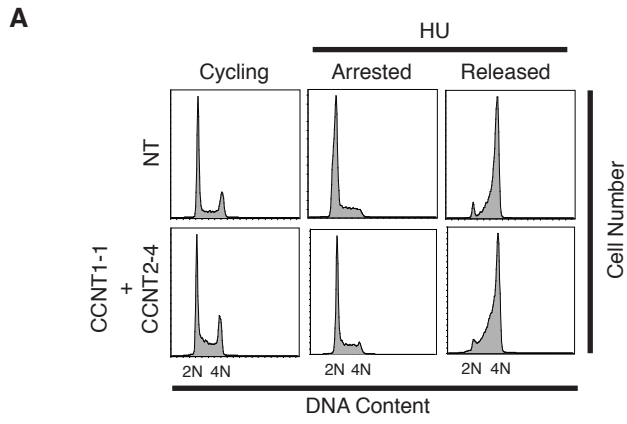 A
HU
Cycling Arrested Released
NT
CCNT1-1
+
CCNT2-4
Cell Number
2N 4N 2N 4N 2N 4N
DNA Content